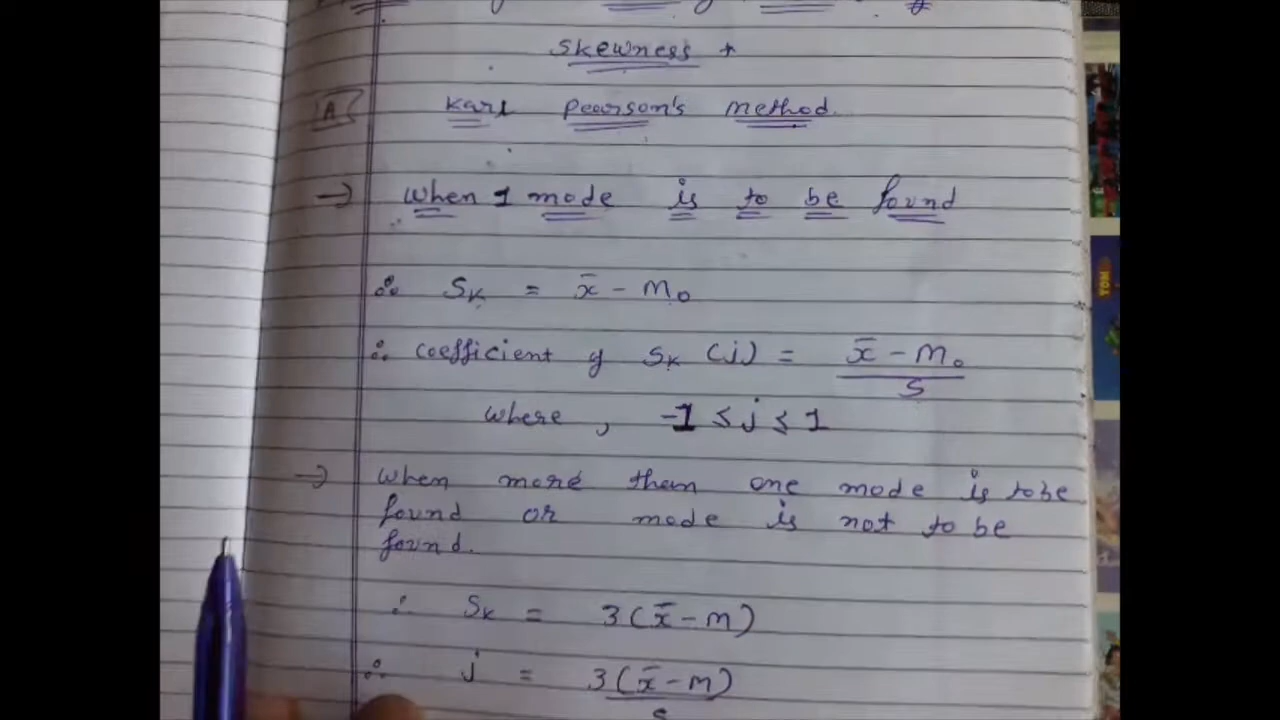 Skewness
A
Karl Pearson's Method.
→ When 1 mode is to be found
∴ Sk = x̄ - Mo
∴ coefficient of Sk (j) = x̄ - Mo / S
where, -1 ≤ j ≤ 1
→ When more than one mode is to be
found or mode is not to be
found.
∴ Sk = 3(x̄ - M)
∴ j = 3(x̄ - M) / S
TOM